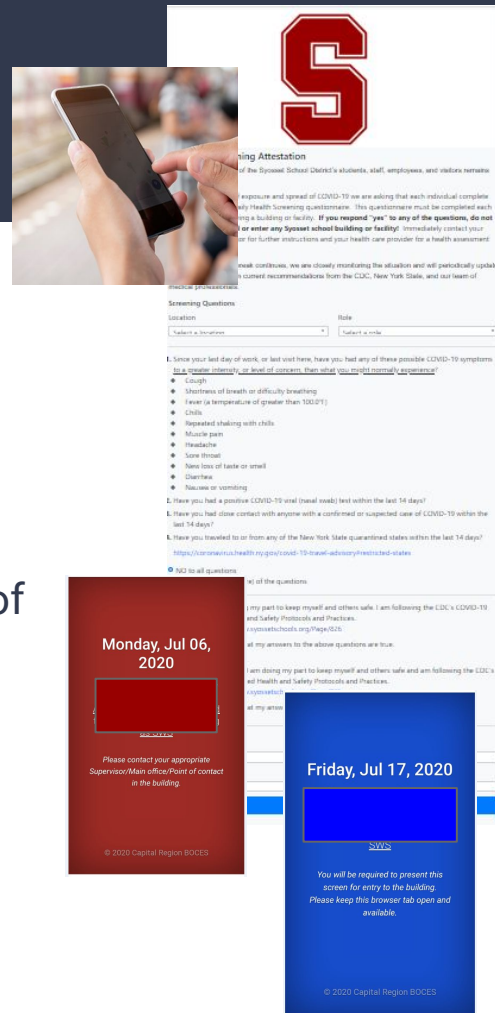 S
ning Attestation
of the Syosset School District's students, staff, employees, and visitors remains
exposure and spread of COVID-19 we are asking that each individual complete
ily Health Screening questionnaire. This questionnaire must be completed each
ring a building or facility. If you respond "yes" to any of the questions, do not
or enter any Syosset school building or facility! Immediately contact your
or for further instructions and your health care provider for a health assessment
reak continues, we are closely monitoring the situation and will periodically update
current recommendations from the CDC, New York State, and our team of
medical professionals.
Screening Questions
Location Role
Select a location Select a role
1. Since your last day of work, or last visit here, have you had any of these possible COVID-19 symptoms
to a greater intensity, or level of concern, than what you might normally experience?
Cough
Shortness of breath or difficulty breathing
Fever (a temperature of greater than 100.0°F)
Chills
Repeated shaking with chills
Muscle pain
Headache
Sore throat
New loss of taste or smell
Diarrhea
Nausea or vomiting
2. Have you had a positive COVID-19 viral (nasal swab) test within the last 14 days?
3. Have you had close contact with anyone with a confirmed or suspected case of COVID-19 within the
last 14 days?
4. Have you traveled to or from any of the New York State quarantined states within the last 14 days?
https://coronavirus.health.ny.gov/covid-19-travel-advisory#restricted-states
NO to all questions
re) of the questions
of
my part to keep myself and others safe. I am following the CDC's COVID-19
and Safety Protocols and Practices.
syossetschools.org/Page/626
at my answers to the above questions are true.
I am doing my part to keep myself and others safe and am following the CDC's
ed Health and Safety Protocols and Practices.
at my answ
Monday, Jul 06,
2020
Please contact your appropriate
Supervisor/Main office/Point of contact
in the building.
© 2020 Capital Region BOCES
Friday, Jul 17, 2020
SWS
You will be required to present this
screen for entry to the building.
Please keep this browser tab open and
available.
© 2020 Capital Region BOCES